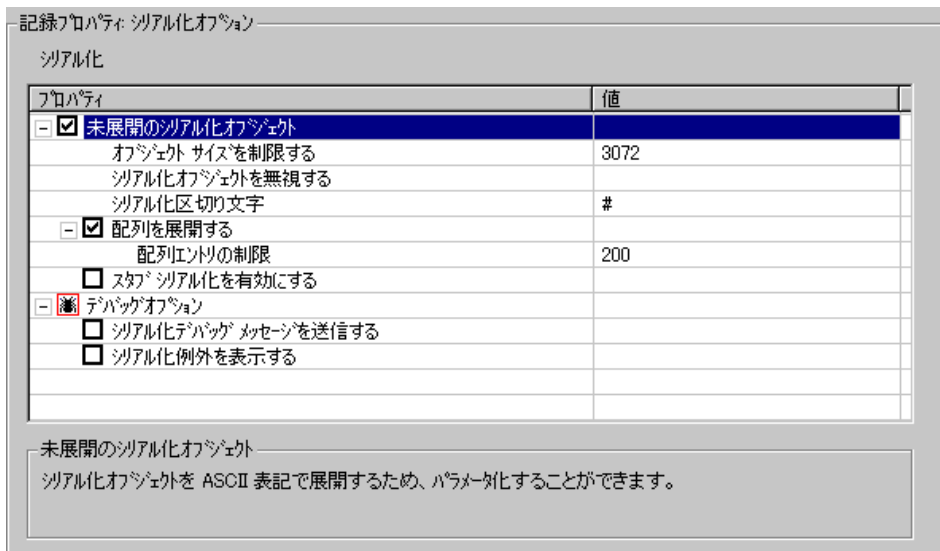 記録プロパティ: シリアル化オプション
シリアル化
プロパティ 値
未展開のシリアル化オブジェクト
オブジェクト サイズを制限する 3072
シリアル化オブジェクトを無視する
シリアル化区切り文字 #
配列を展開する
配列エントリの制限 200
スタブ シリアル化を有効にする
デバッグ オプション
シリアル化デバッグ メッセージを送信する
シリアル化例外を表示する
未展開のシリアル化オブジェクト
シリアル化オブジェクトを ASCII 表記で展開するため、パラメータ化することができます。